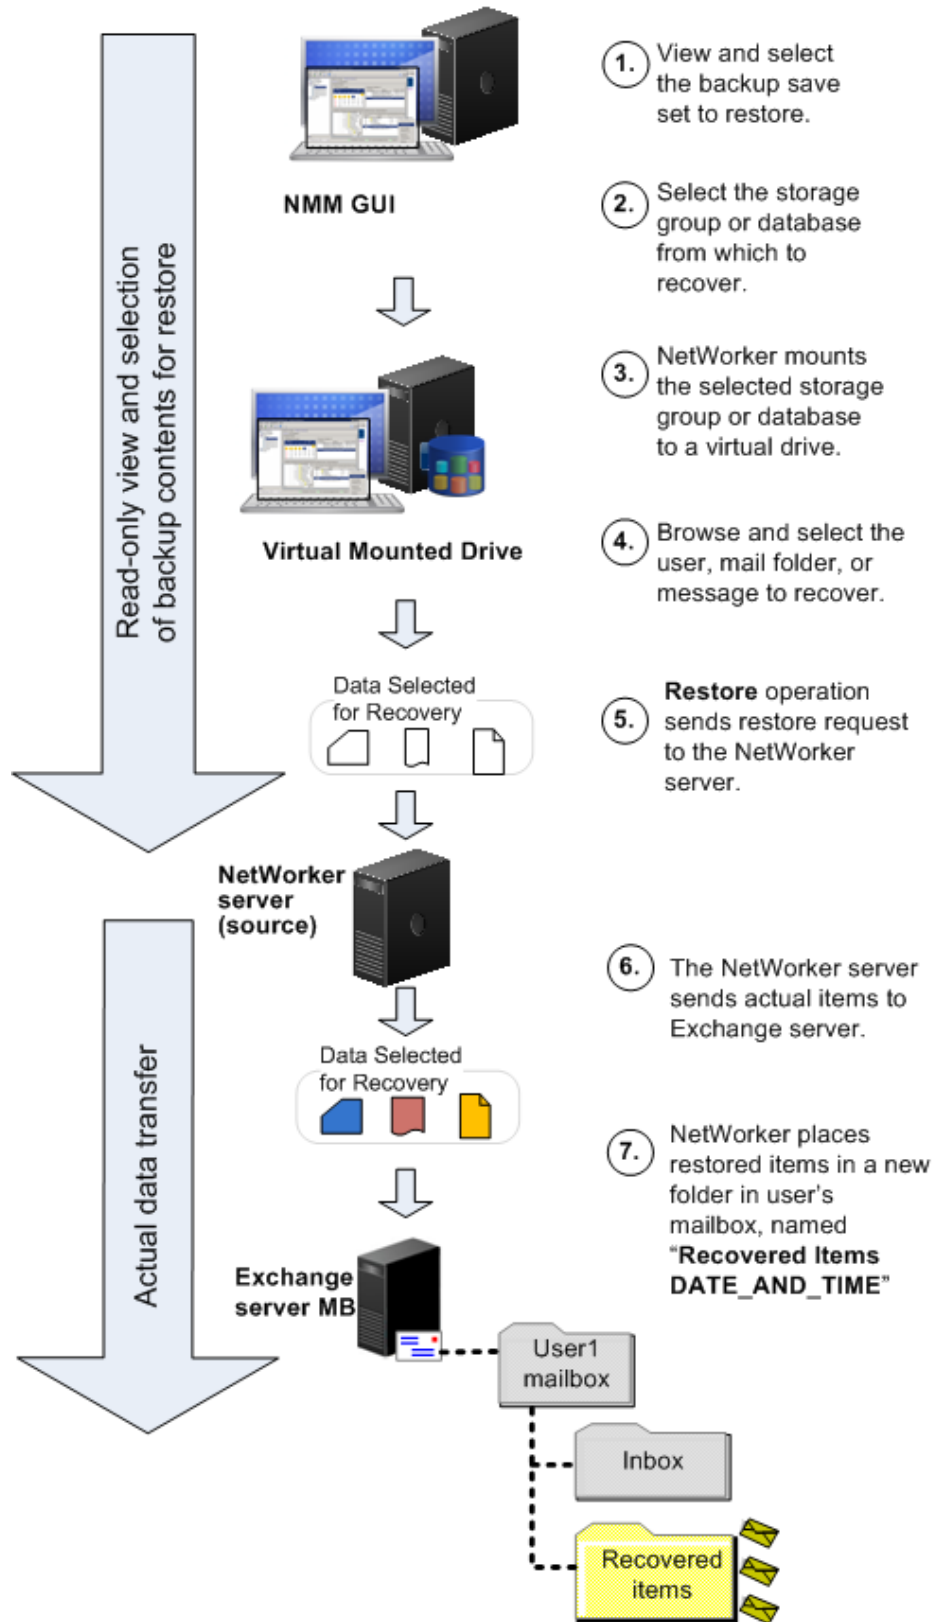 1. View and select
the backup save
set to restore.
NMM GUI
2. Select the storage
group or database
from which to
recover.
Read-only view and selection
of backup contents for restore
3. NetWorker mounts
the selected storage
group or database
to a virtual drive.
Virtual Mounted Drive
4. Browse and select the
user, mail folder, or
message to recover.
Data Selected
for Recovery
5. Restore operation
sends restore request
to the NetWorker
server.
NetWorker
server
(source)
6. The NetWorker server
sends actual items to
Exchange server.
Actual data transfer
Data Selected
for Recovery
7. NetWorker places
restored items in a new
folder in user's
mailbox, named
“Recovered Items
DATE_AND_TIME”
Exchange
server MB
User1
mailbox
Inbox
Recovered
items